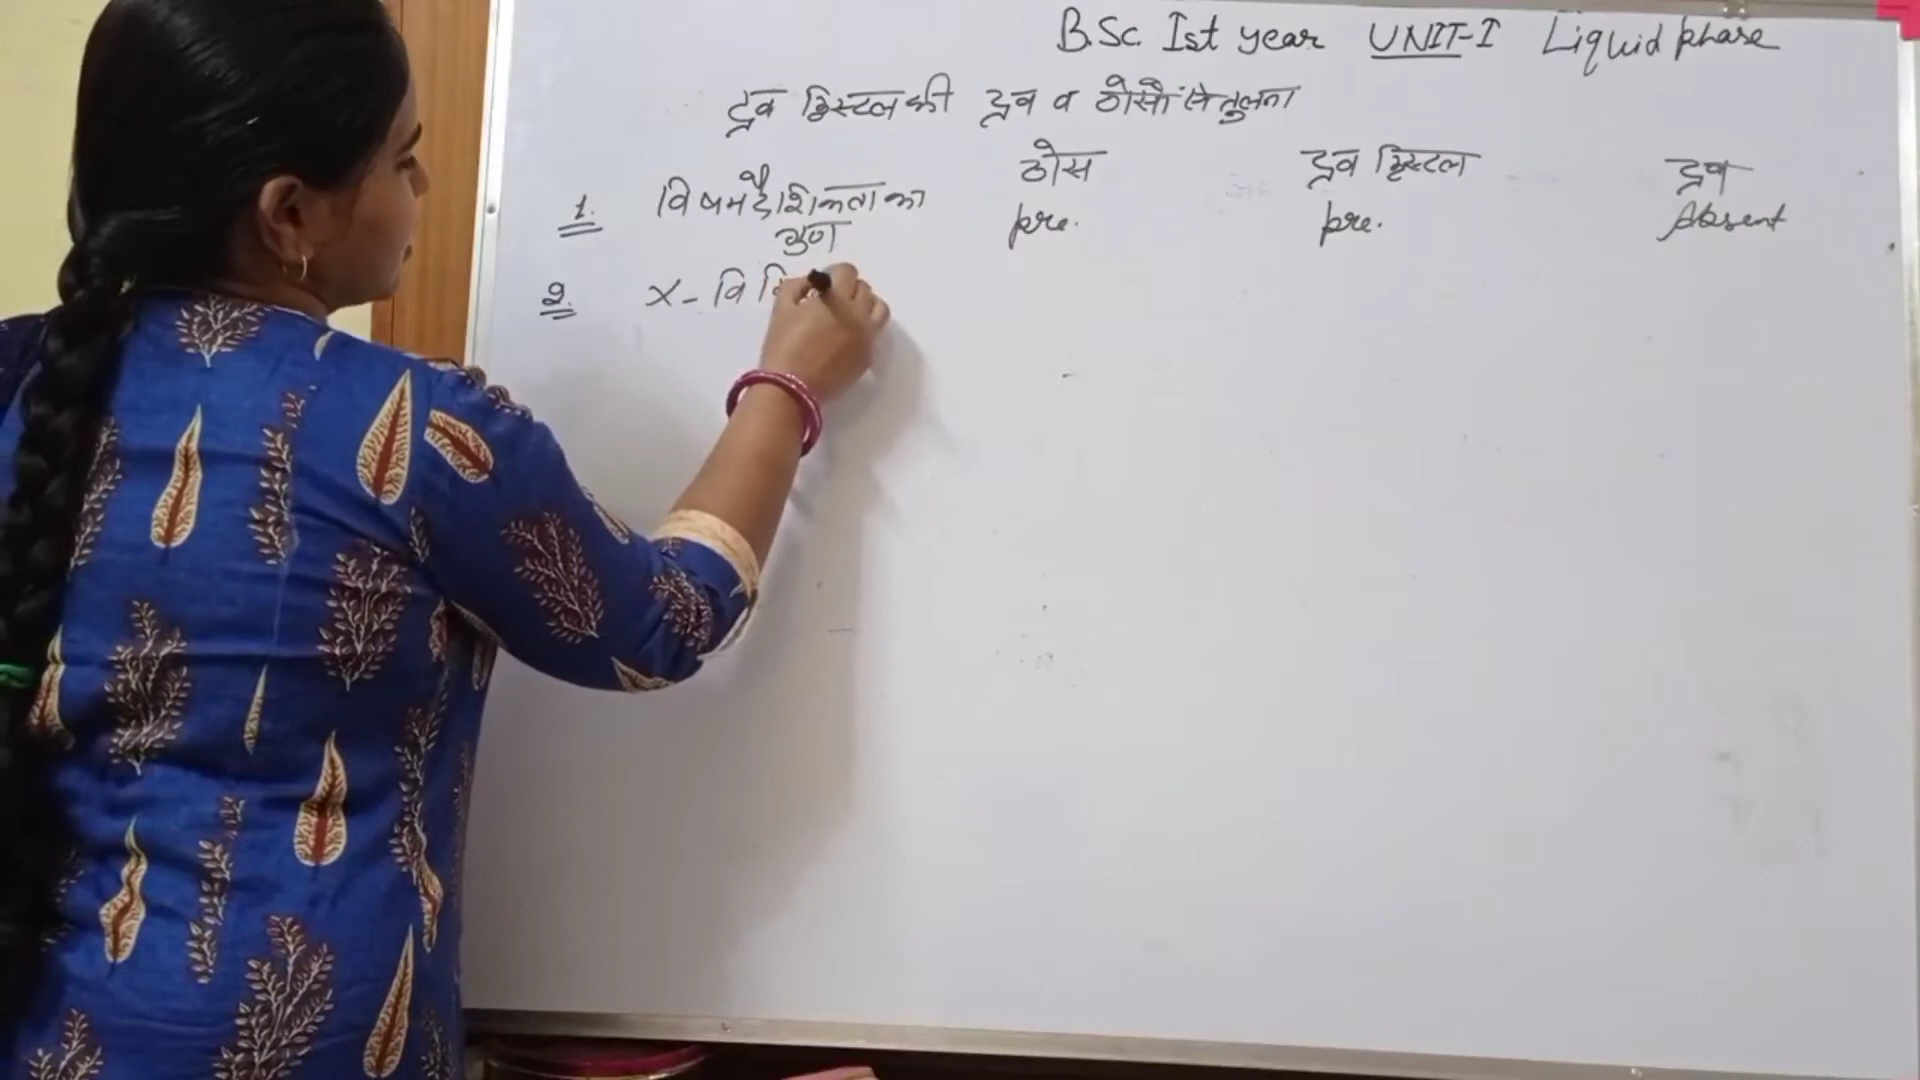 B.Sc. Ist year UNIT-I Liquid phase
द्रव क्रिस्टल की द्रव व ठोसों से तुलना
ठोस द्रव क्रिस्टल द्रव
1. विषमदैशिकता का गुण pre. pre. Absent
2. X- वि